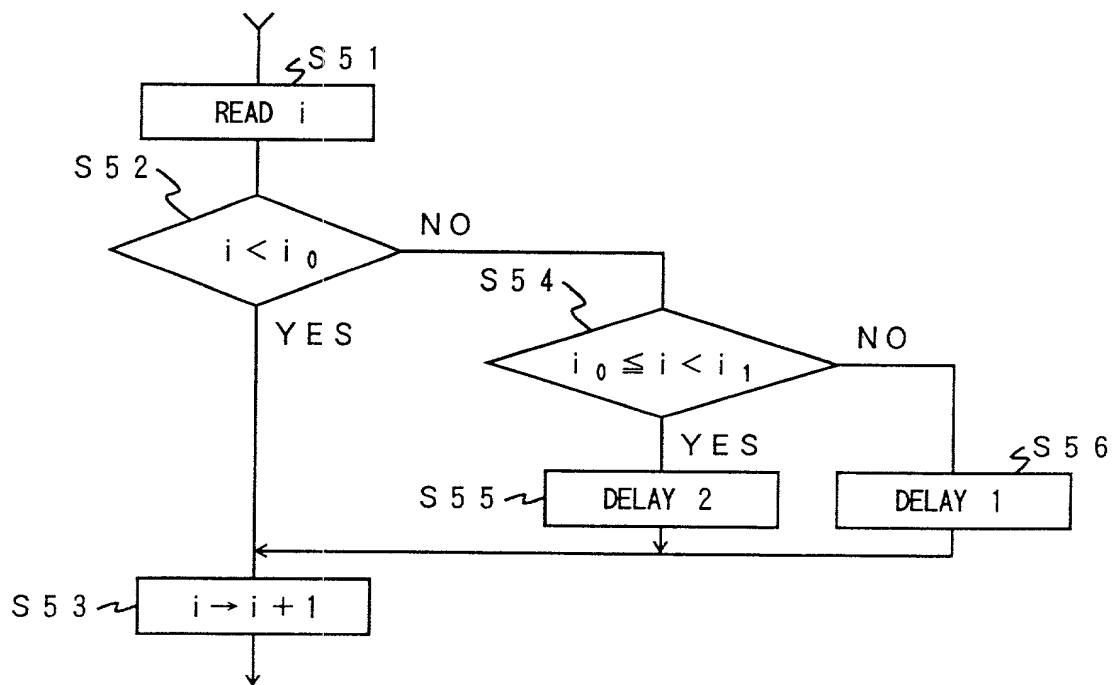 S51
READ i
S52
i < i₀
NO
YES
S54
i₀ ≦ i < i₁
NO
YES
S56
S55
DELAY 2
DELAY 1
S53
i → i + 1